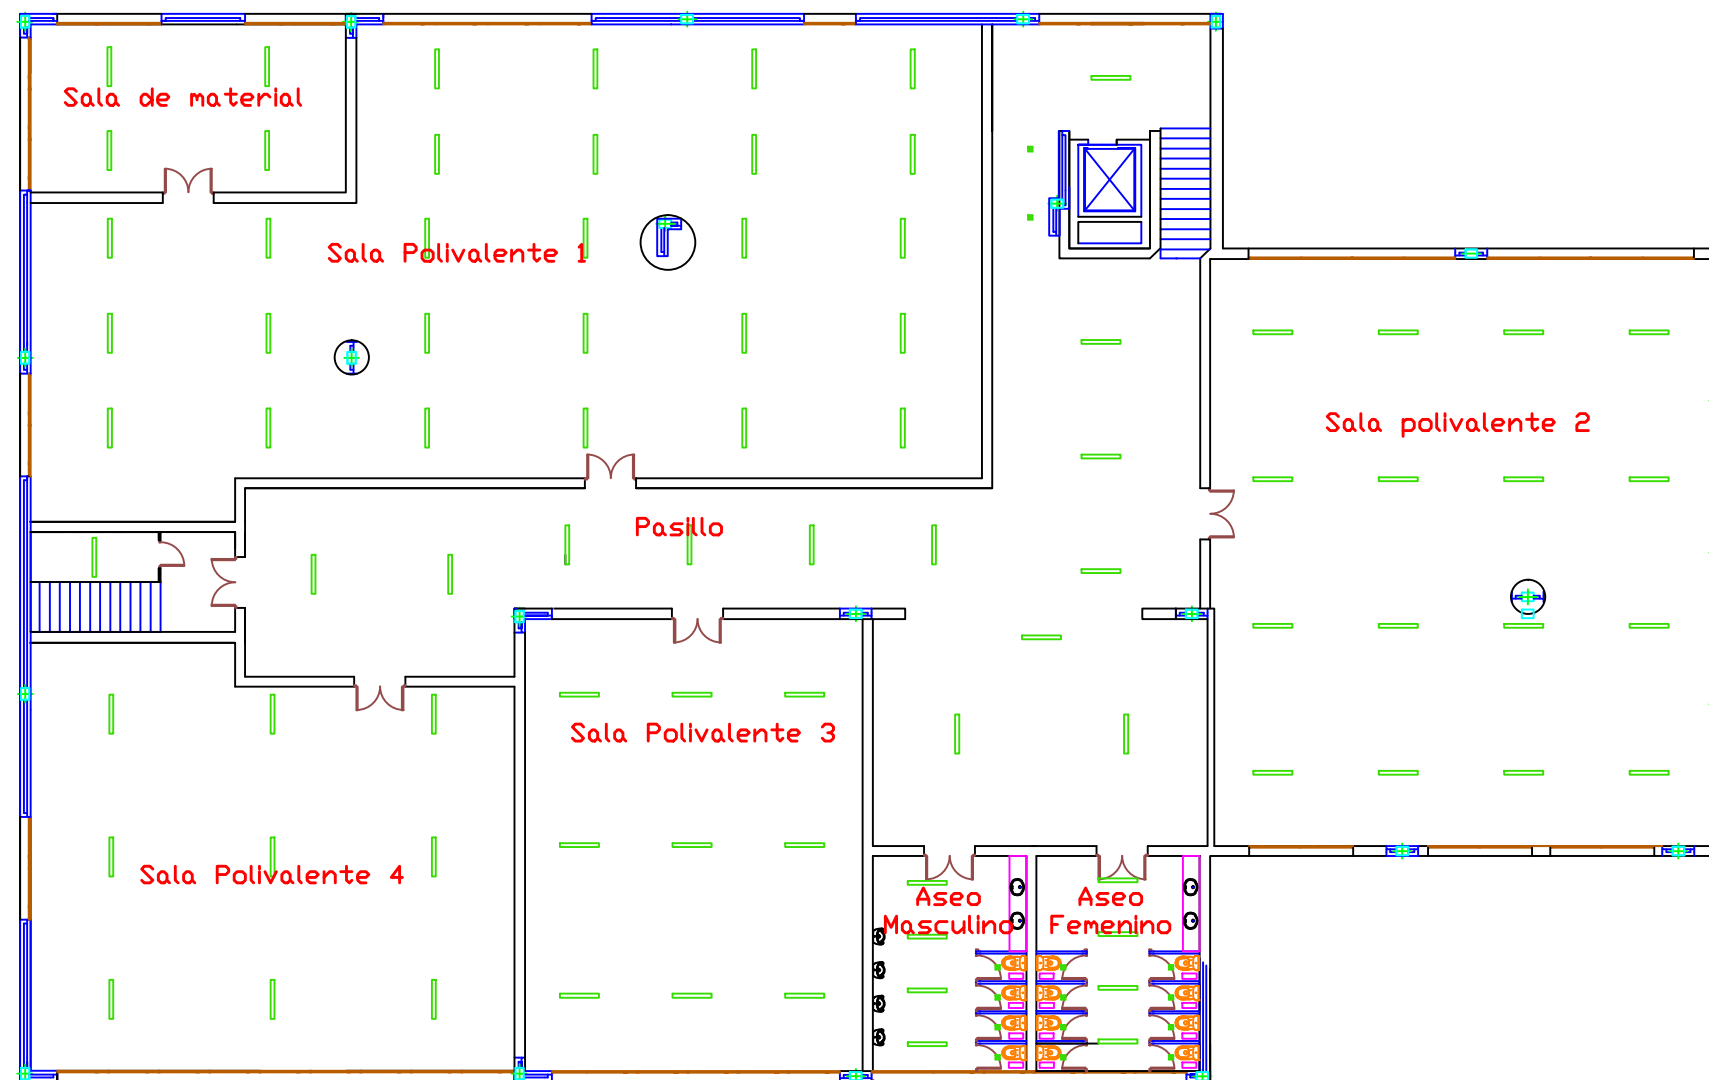 Sala de material
Sala Polivalente 1
Sala polivalente 2
Pasillo
Sala Polivalente 3
Sala Polivalente 4
Aseo
Masculino
Aseo
Femenino